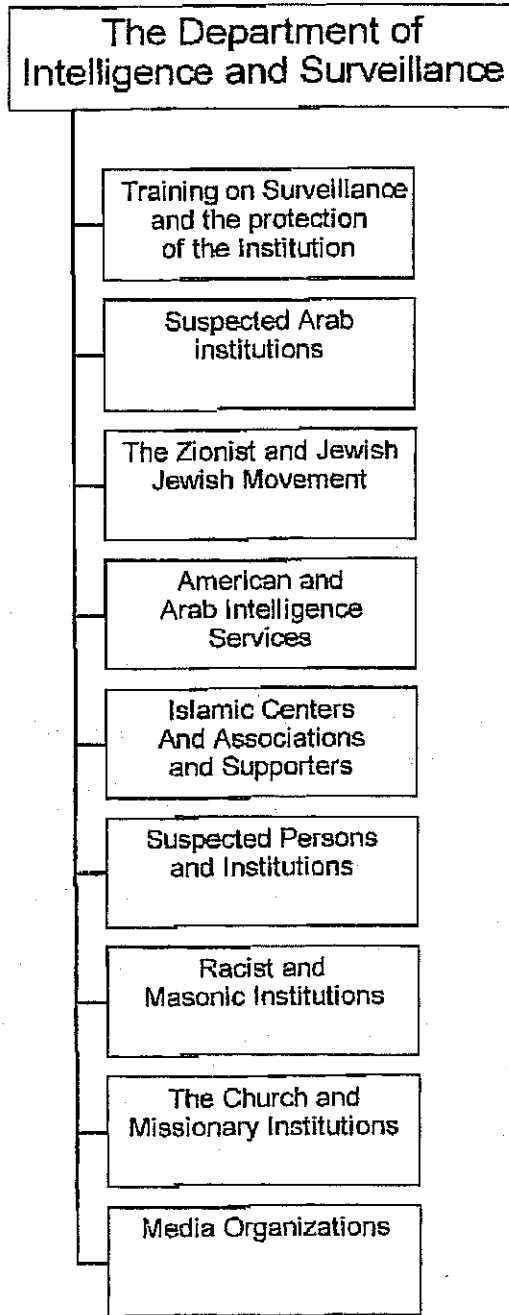 The Department of
Intelligence and Surveillance
Training on Surveillance
and the protection
of the Institution
Suspected Arab
institutions
The Zionist and Jewish
Jewish Movement
American and
Arab Intelligence
Services
Islamic Centers
And Associations
and Supporters
Suspected Persons
and Institutions
Racist and
Masonic Institutions
The Church and
Missionary Institutions
Media Organizations